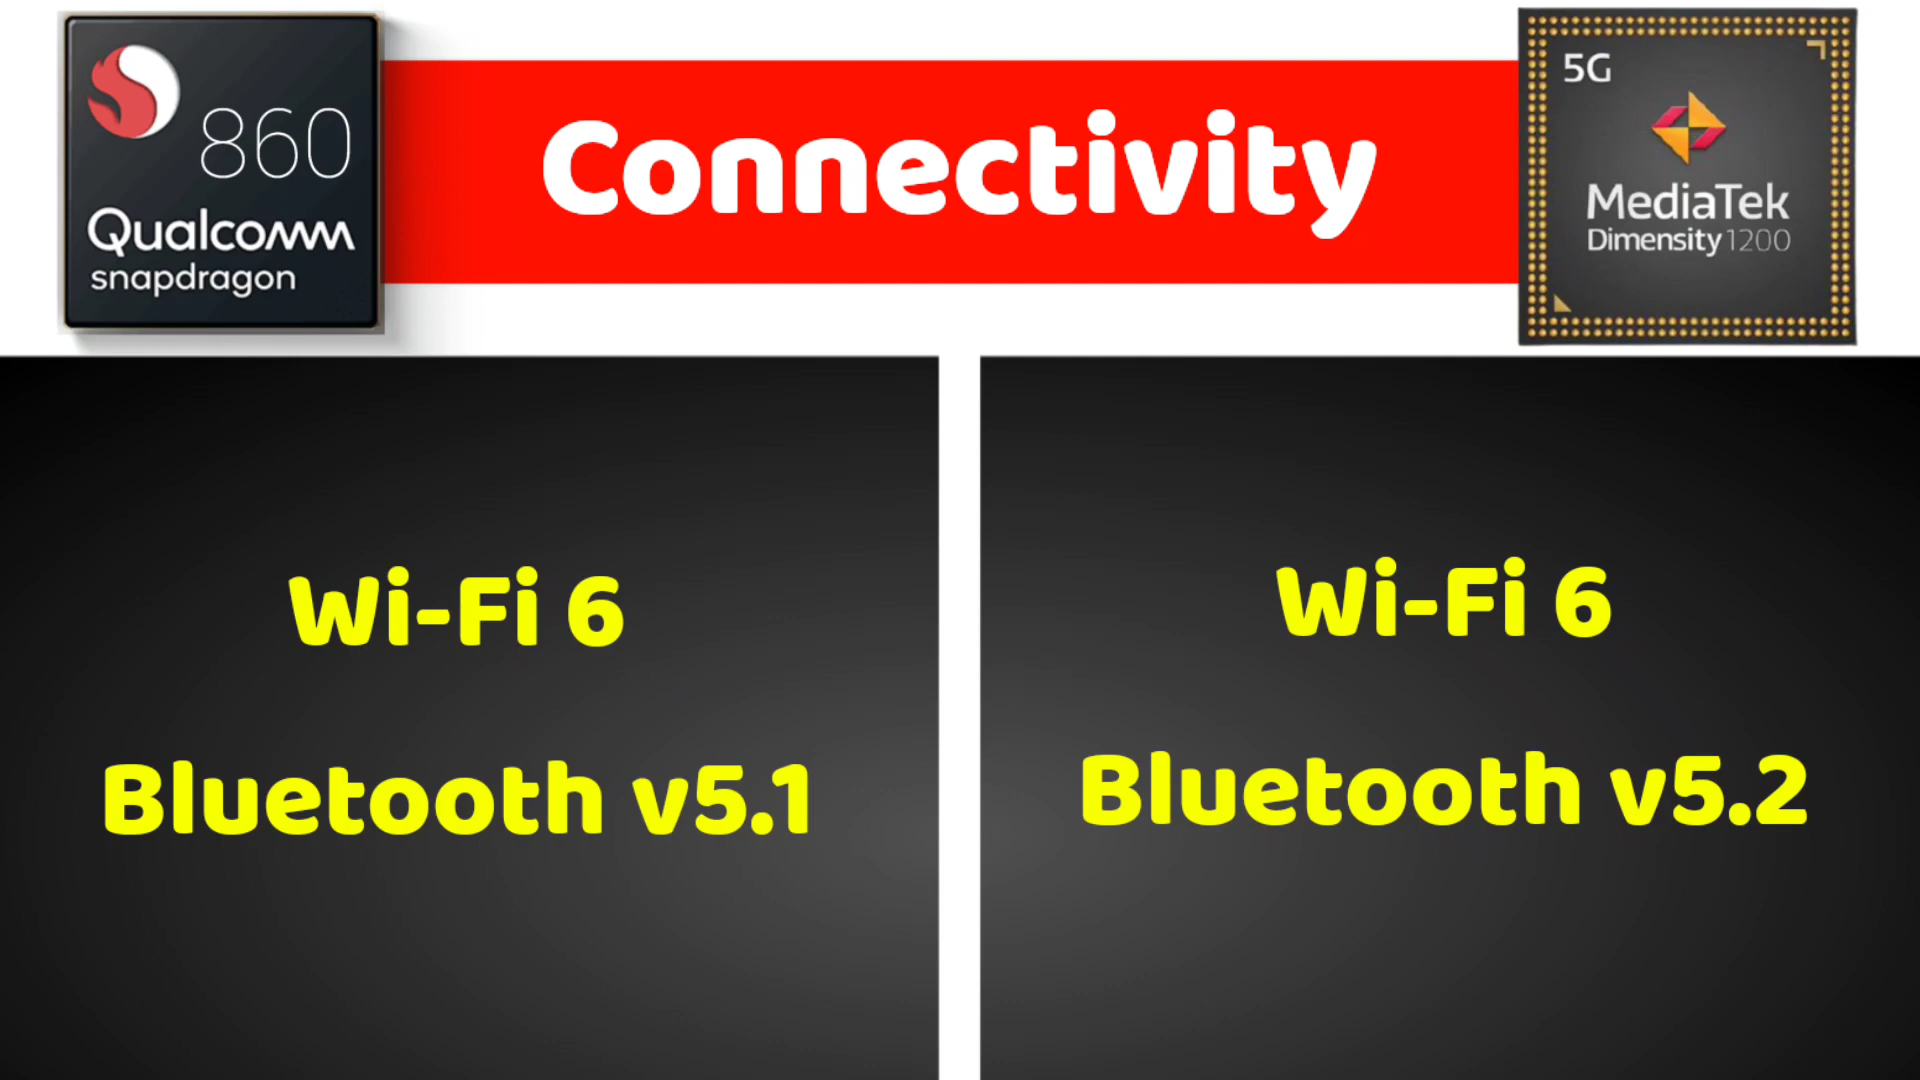 860
Qualcomm
snapdragon
Connectivity
5G
MediaTek
Dimensity 1200
Wi-Fi 6
Bluetooth v5.1
Wi-Fi 6
Bluetooth v5.2